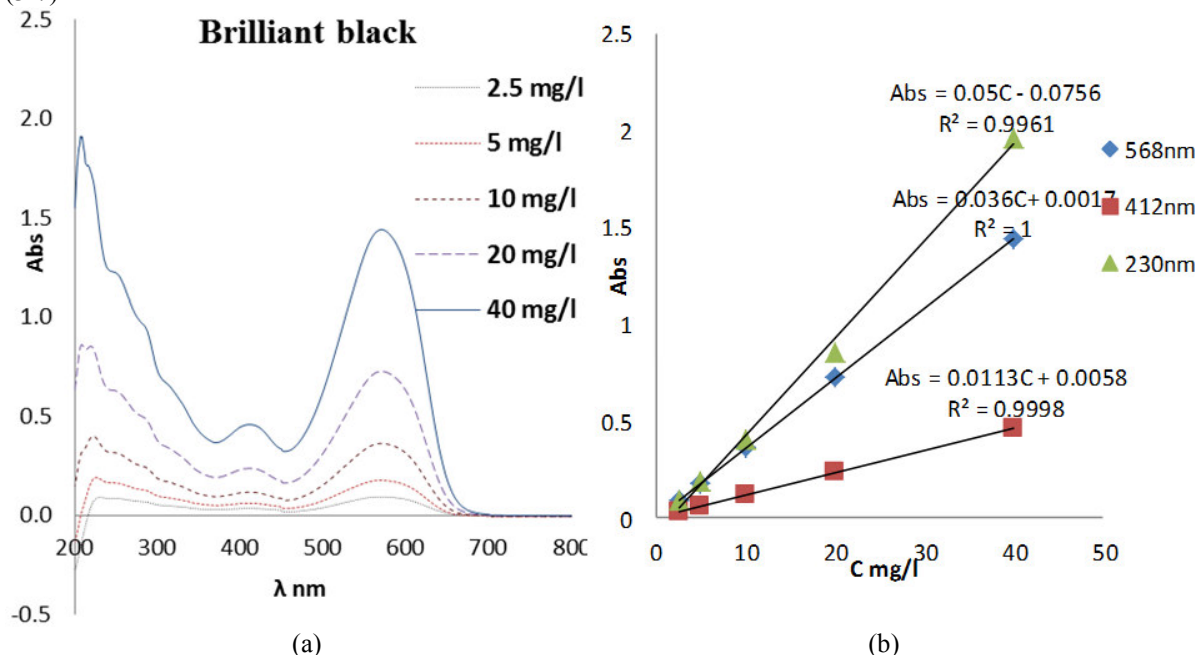 Brilliant black
2.5
2.0
1.5
1.0
0.5
0.0
-0.5
Abs
2.5 mg/l
5 mg/l
10 mg/l
20 mg/l
40 mg/l
200 300 400 500 600 700 800
λ nm
(a)
2.5
2
1.5
1
0.5
0
Abs
Abs = 0.05C - 0.0756
R² = 0.9961
Abs = 0.036C+ 0.0017
R² = 1
Abs = 0.0113C + 0.0058
R² = 0.9998
568nm
412nm
230nm
0 10 20 30 40 50
C mg/l
(b)